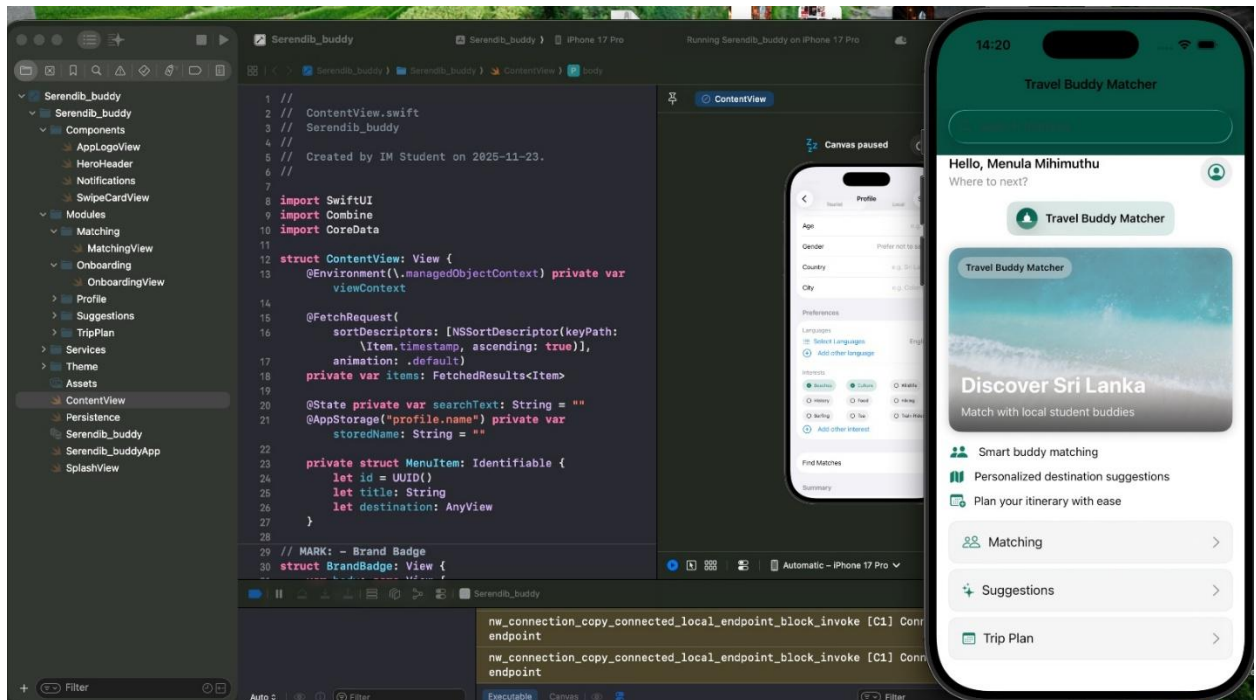 Serendib_buddy
Serendib_buddy
Components
AppLogoView
HeroHeader
Notifications
SwipeCardView
Modules
Matching
MatchingView
Onboarding
OnboardingView
Profile
Suggestions
TripPlan
Services
Theme
Assets
ContentView
Persistence
Serendib_buddy
Serendib_buddyApp
SplashView
Filter
Serendib_buddy
Serendib_buddy
iPhone 17 Pro
Running Serendib_buddy on iPhone 17 Pro
Serendib_buddy
Serendib_buddy
ContentView
P body
1 //
2 //  ContentView.swift
3 //  Serendib_buddy
4 //
5 //  Created by IM Student on 2025-11-23.
6 //
7
8 import SwiftUI
9 import Combine
10 import CoreData
11
12 struct ContentView: View {
13 @Environment(\.managedObjectContext) private var
viewContext
14
15 @FetchRequest(
16 sortDescriptors: [NSSortDescriptor(keyPath:
\Item.timestamp, ascending: true)],
17 animation: .default)
18 private var items: FetchedResults<Item>
19
20 @State private var searchText: String = ""
21 @AppStorage("profile.name") private var
storedName: String = ""
22
23 private struct MenuItem: Identifiable {
24 let id = UUID()
25 let title: String
26 let destination: AnyView
27 }
28
29 // MARK: - Brand Badge
30 struct BrandBadge: View {
ContentView
Canvas paused
Profile
Age
Gender
Prefer not to
Country
City
Preferences
Languages
Select Languages
Add other language
Interests
Beaches
Culture
Wildlife
History
Food
Hiking
Surfing
Tea
Add other interest
Find Matches
Summary
Automatic – iPhone 17 Pro
Serendib_buddy
nw_connection_copy_connected_local_endpoint_block_invoke [C1]
endpoint
nw_connection_copy_connected_local_endpoint_block_invoke [C1]
endpoint
Auto
Filter
Executable
Canvas
Filter
14:20
Travel Buddy Matcher
Hello, Menula Mihimuthu
Where to next?
Travel Buddy Matcher
Travel Buddy Matcher
Discover Sri Lanka
Match with local student buddies
Smart buddy matching
Personalized destination suggestions
Plan your itinerary with ease
Matching
Suggestions
Trip Plan